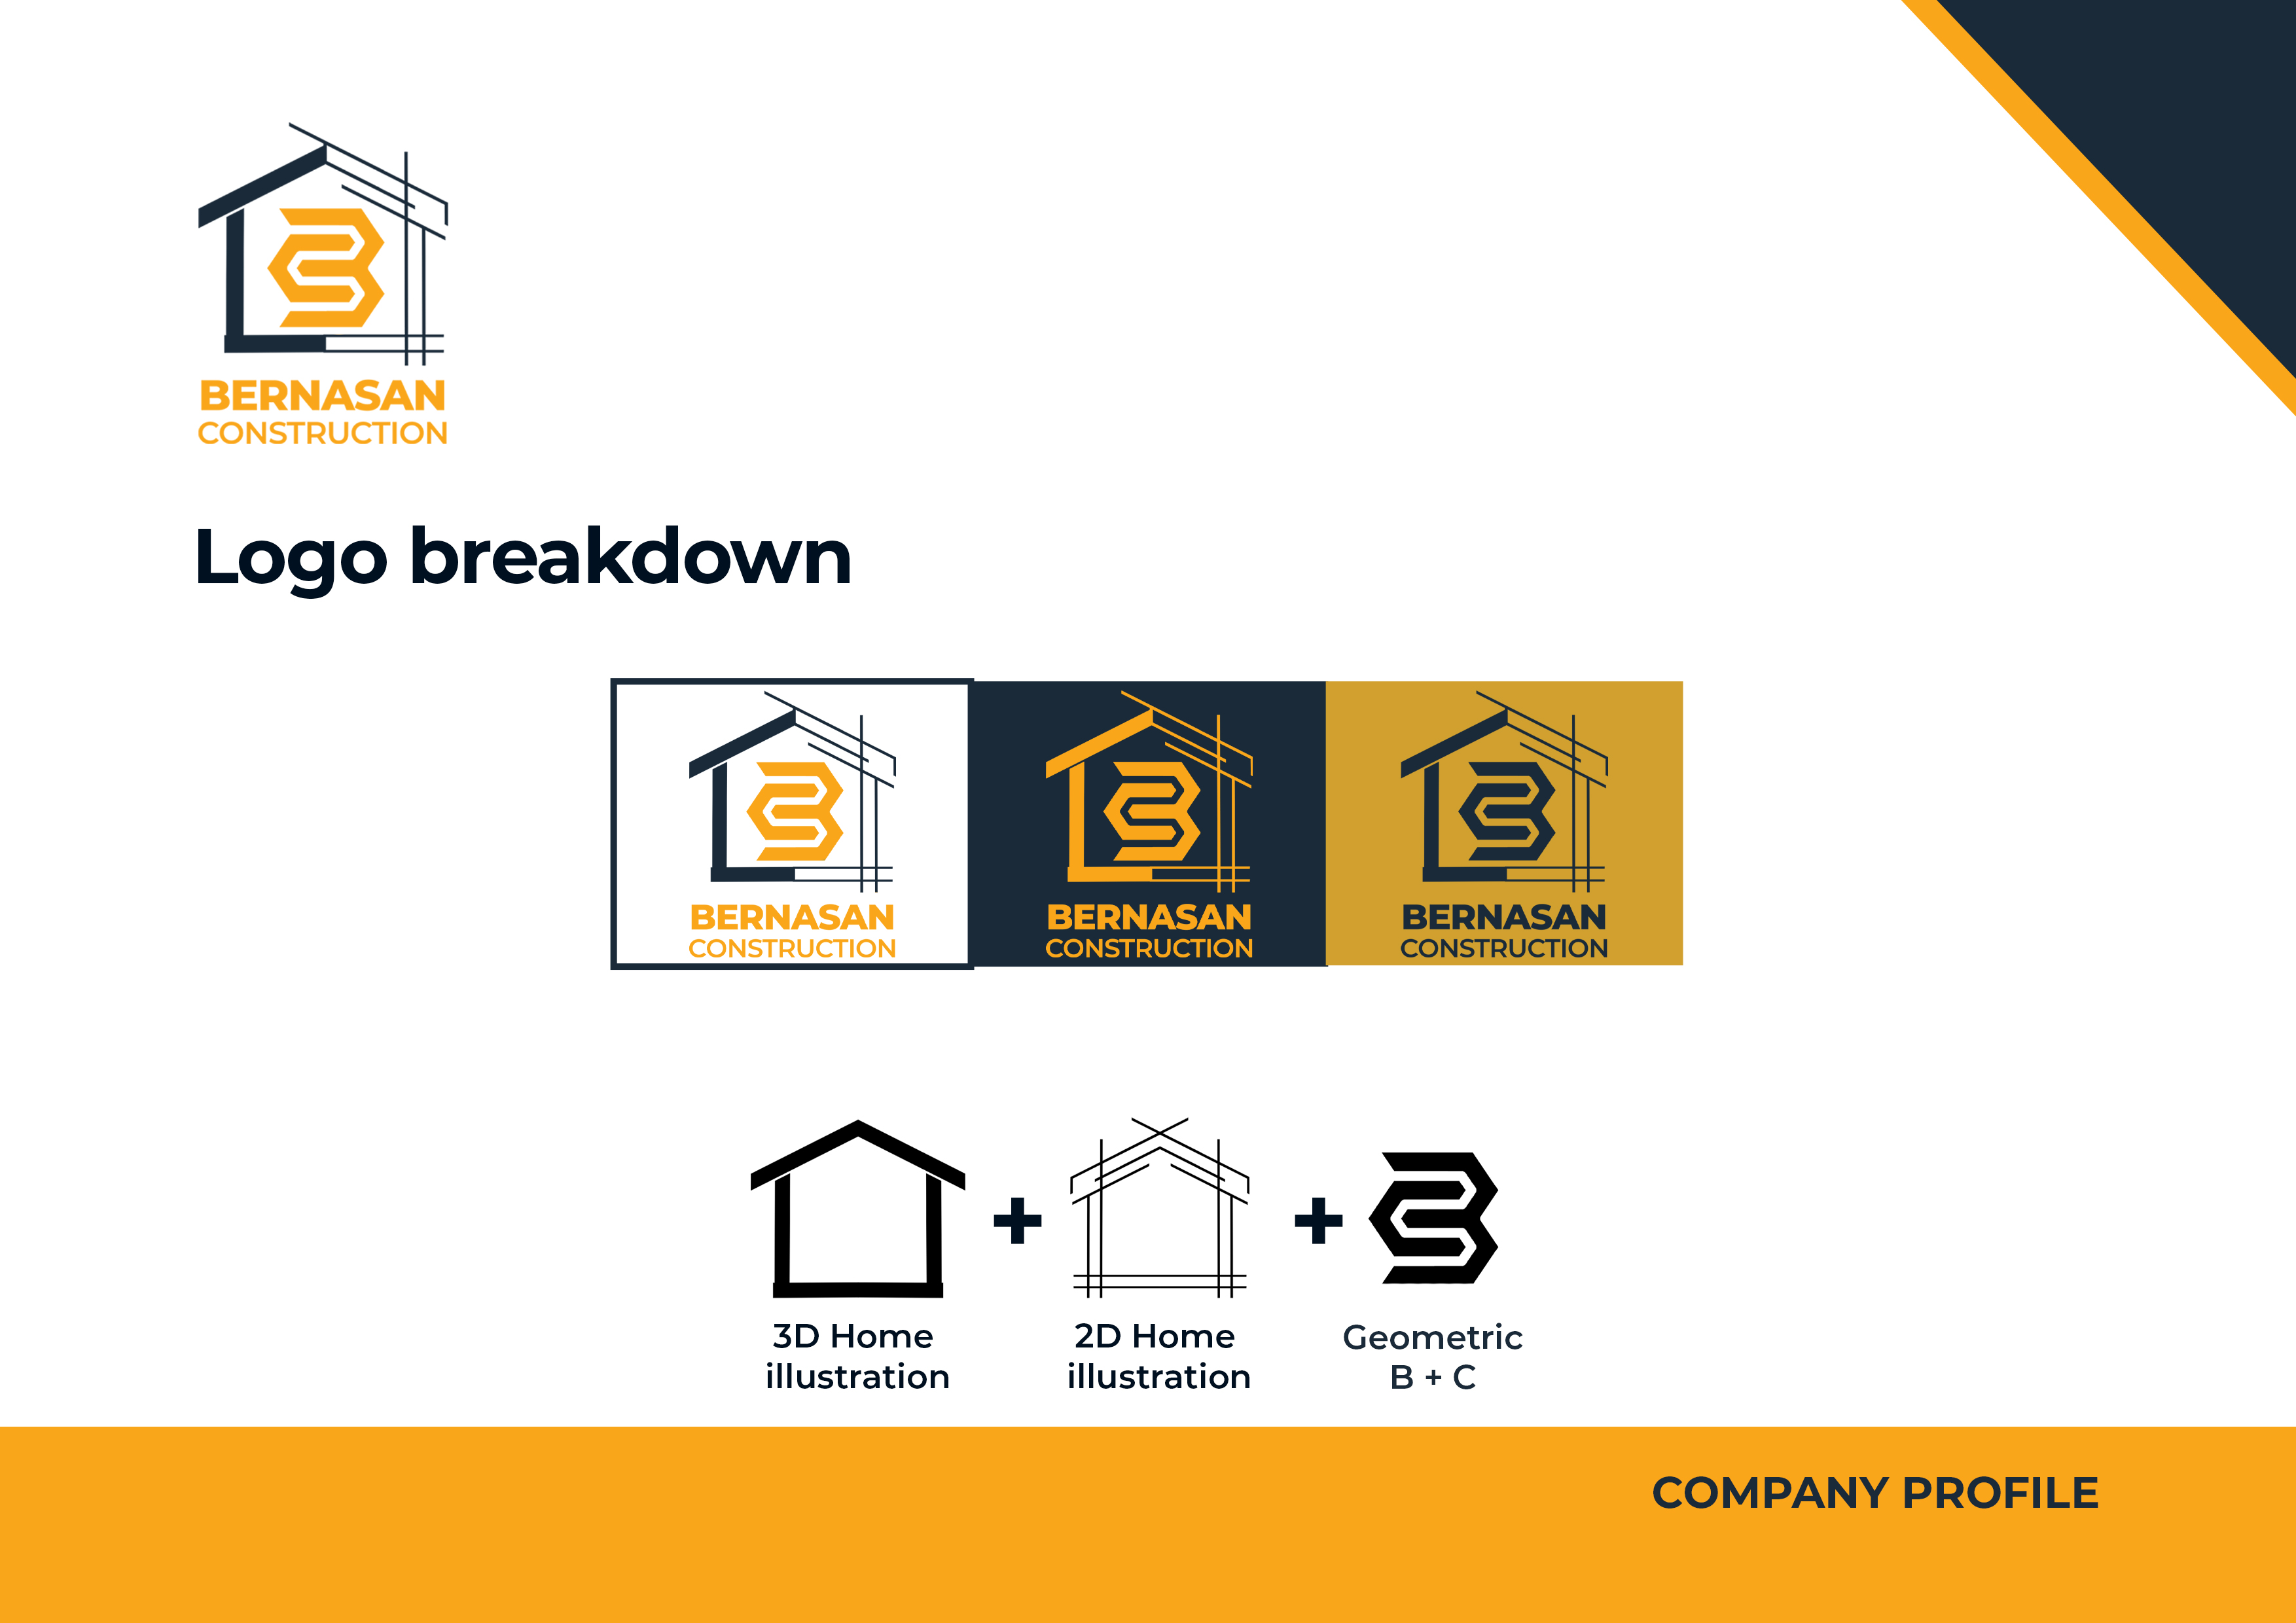 BERNASAN
CONSTRUCTION
Logo breakdown
BERNASAN
CONSTRUCTION
BERNASAN
CONSTRUCTION
BERNASAN
CONSTRUCTION
+
+
3D Home
illustration
2D Home
illustration
Geometric
B + C
COMPANY PROFILE